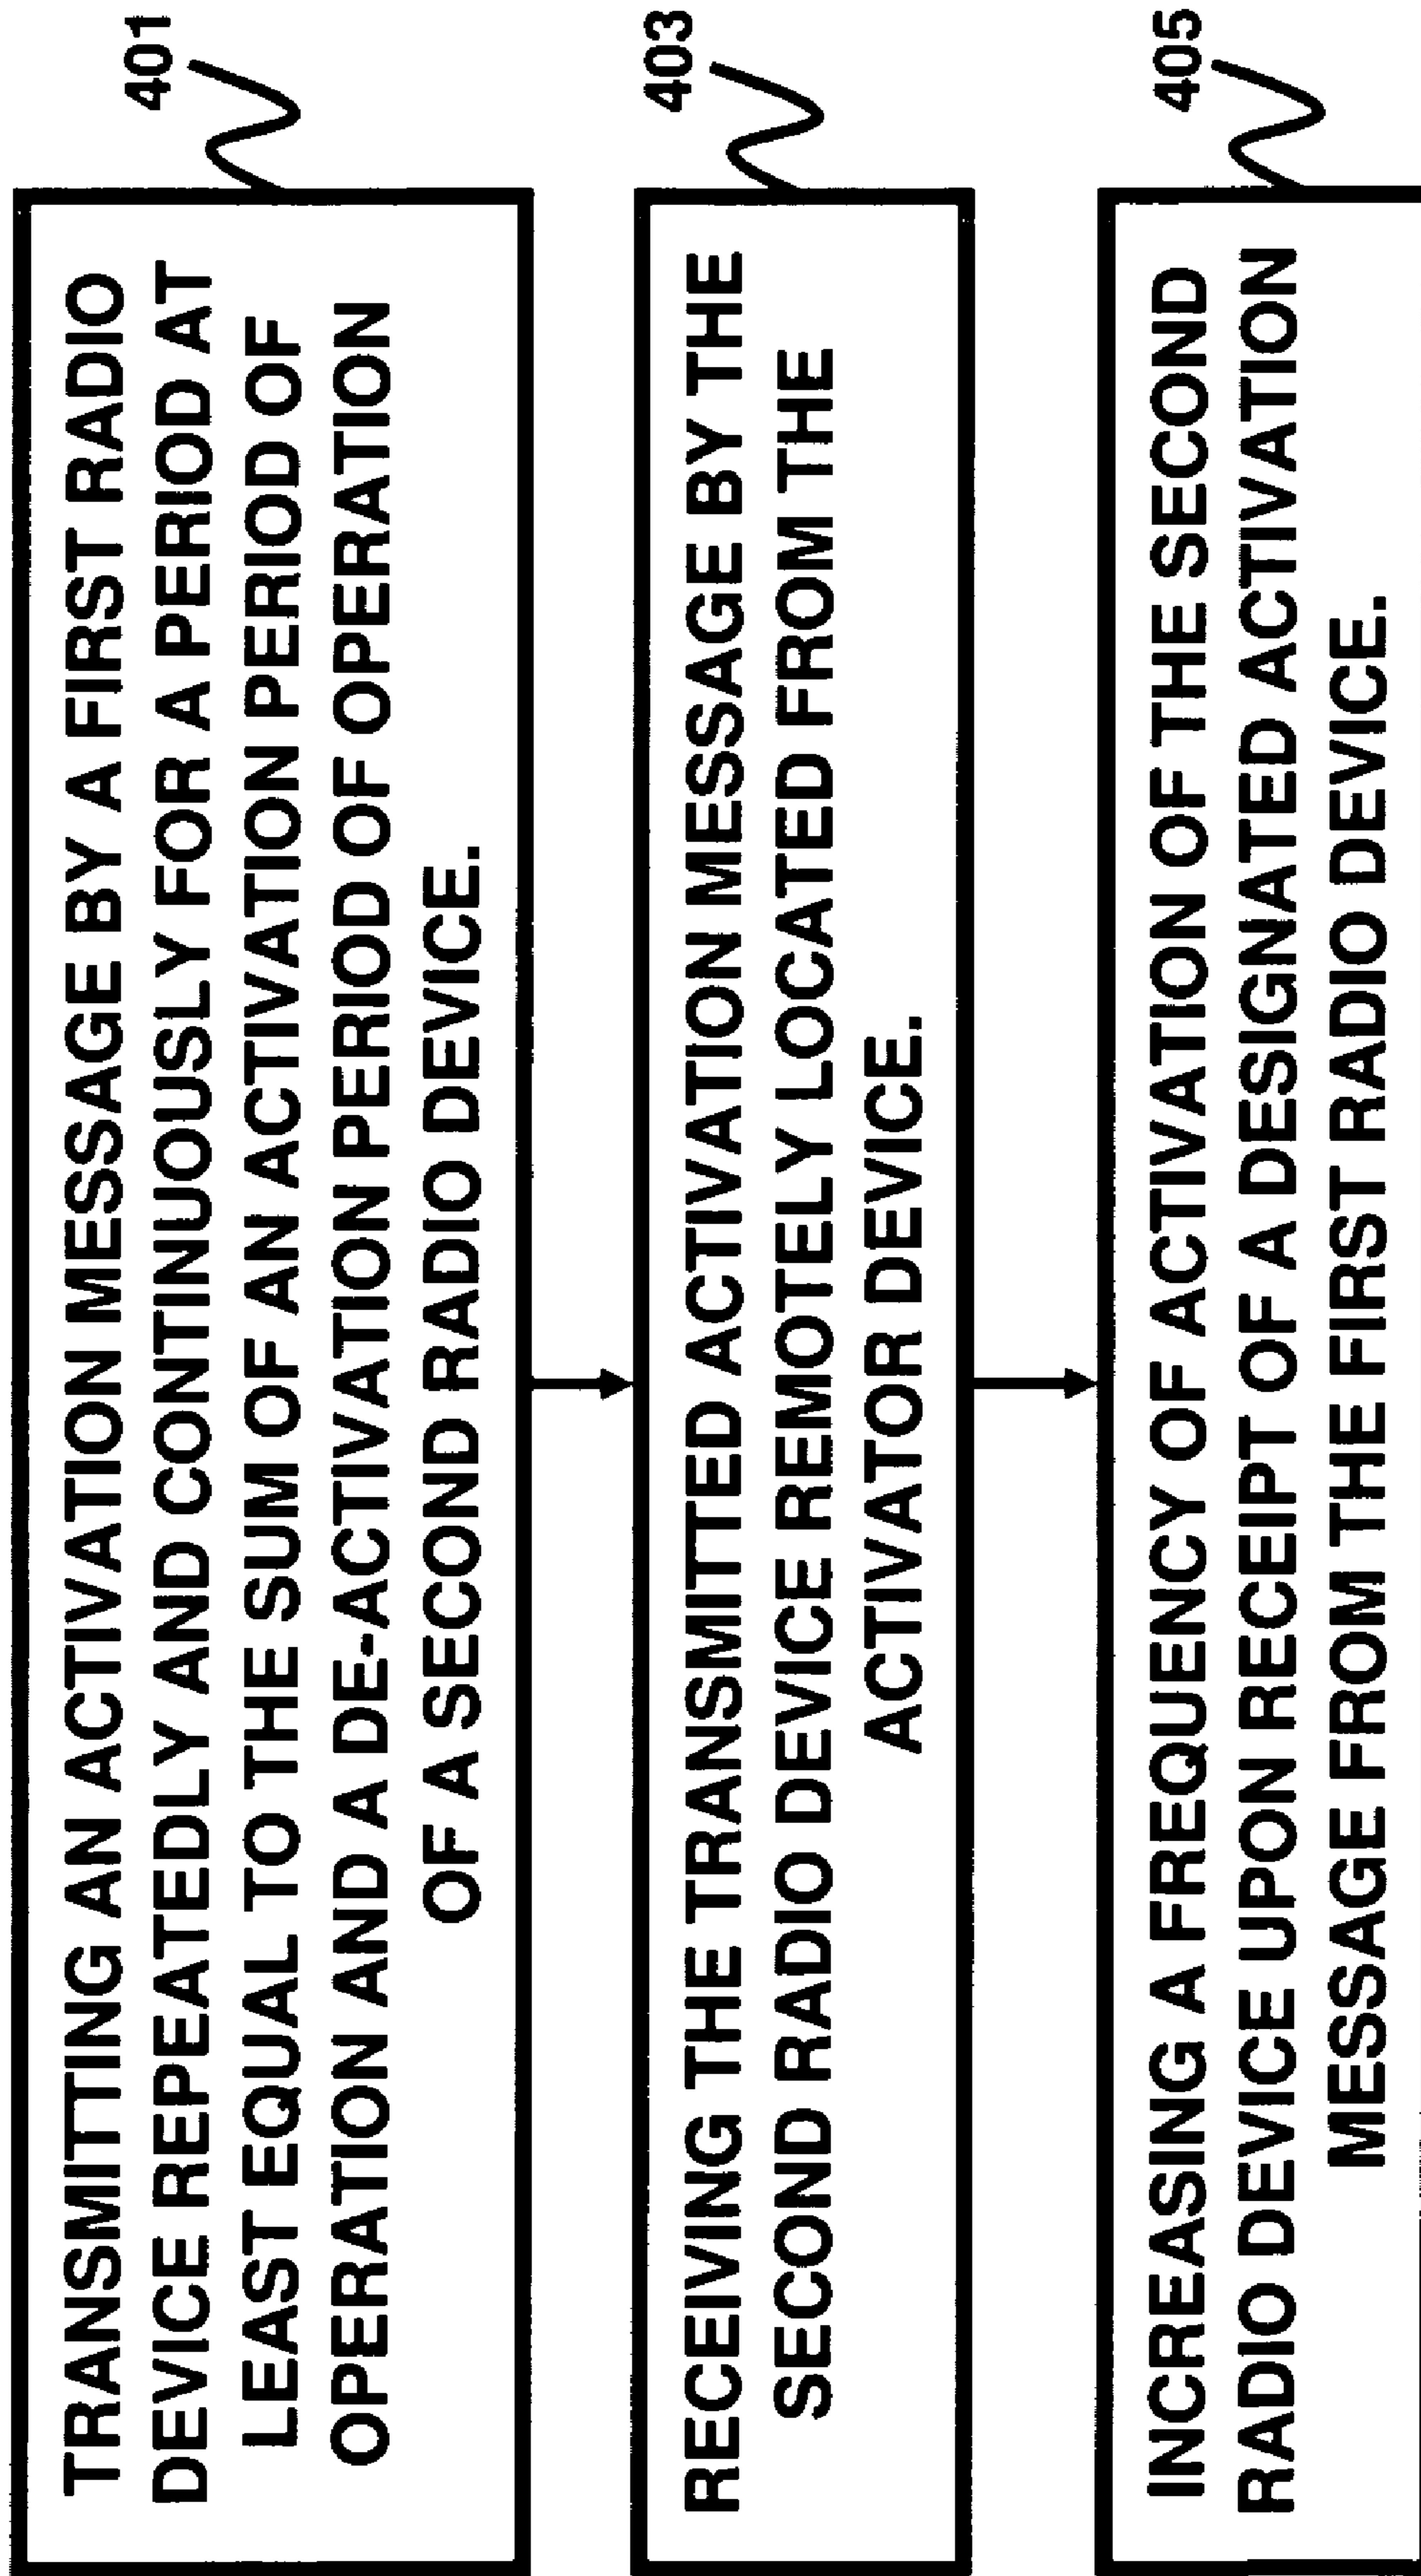 TRANSMITTING AN ACTIVATION MESSAGE BY A FIRST RADIO
DEVICE REPEATEDLY AND CONTINUOUSLY FOR A PERIOD AT
LEAST EQUAL TO THE SUM OF AN ACTIVATION PERIOD OF
OPERATION AND A DE-ACTIVATION PERIOD OF OPERATION
OF A SECOND RADIO DEVICE.
401
RECEIVING THE TRANSMITTED ACTIVATION MESSAGE BY THE
SECOND RADIO DEVICE REMOTELY LOCATED FROM THE
ACTIVATOR DEVICE.
403
INCREASING A FREQUENCY OF ACTIVATION OF THE SECOND
RADIO DEVICE UPON RECEIPT OF A DESIGNATED ACTIVATION
MESSAGE FROM THE FIRST RADIO DEVICE.
405